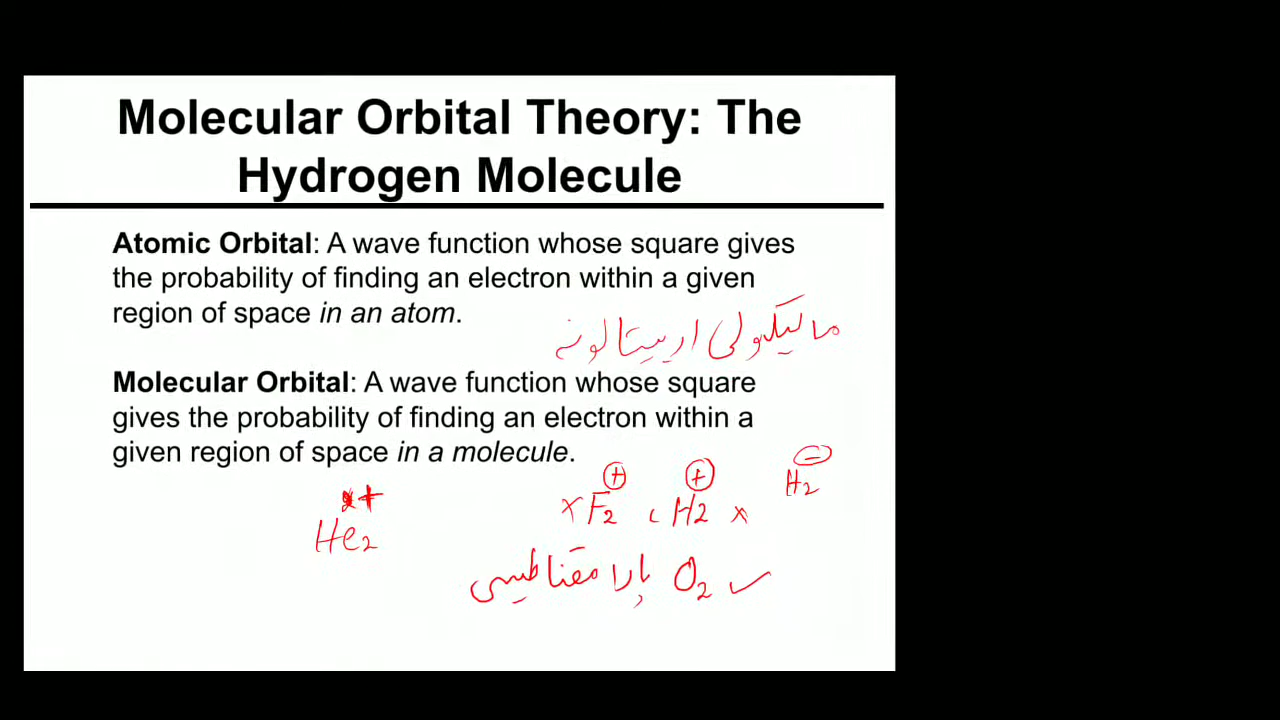 Molecular Orbital Theory: The
Hydrogen Molecule
Atomic Orbital: A wave function whose square gives
the probability of finding an electron within a given
region of space in an atom.
مالیکولی اربیتالونه
Molecular Orbital: A wave function whose square
gives the probability of finding an electron within a
given region of space in a molecule.
H2 -
x F2 + , H2 + x
He2 +
پارا مقناطیسی O2 ✓